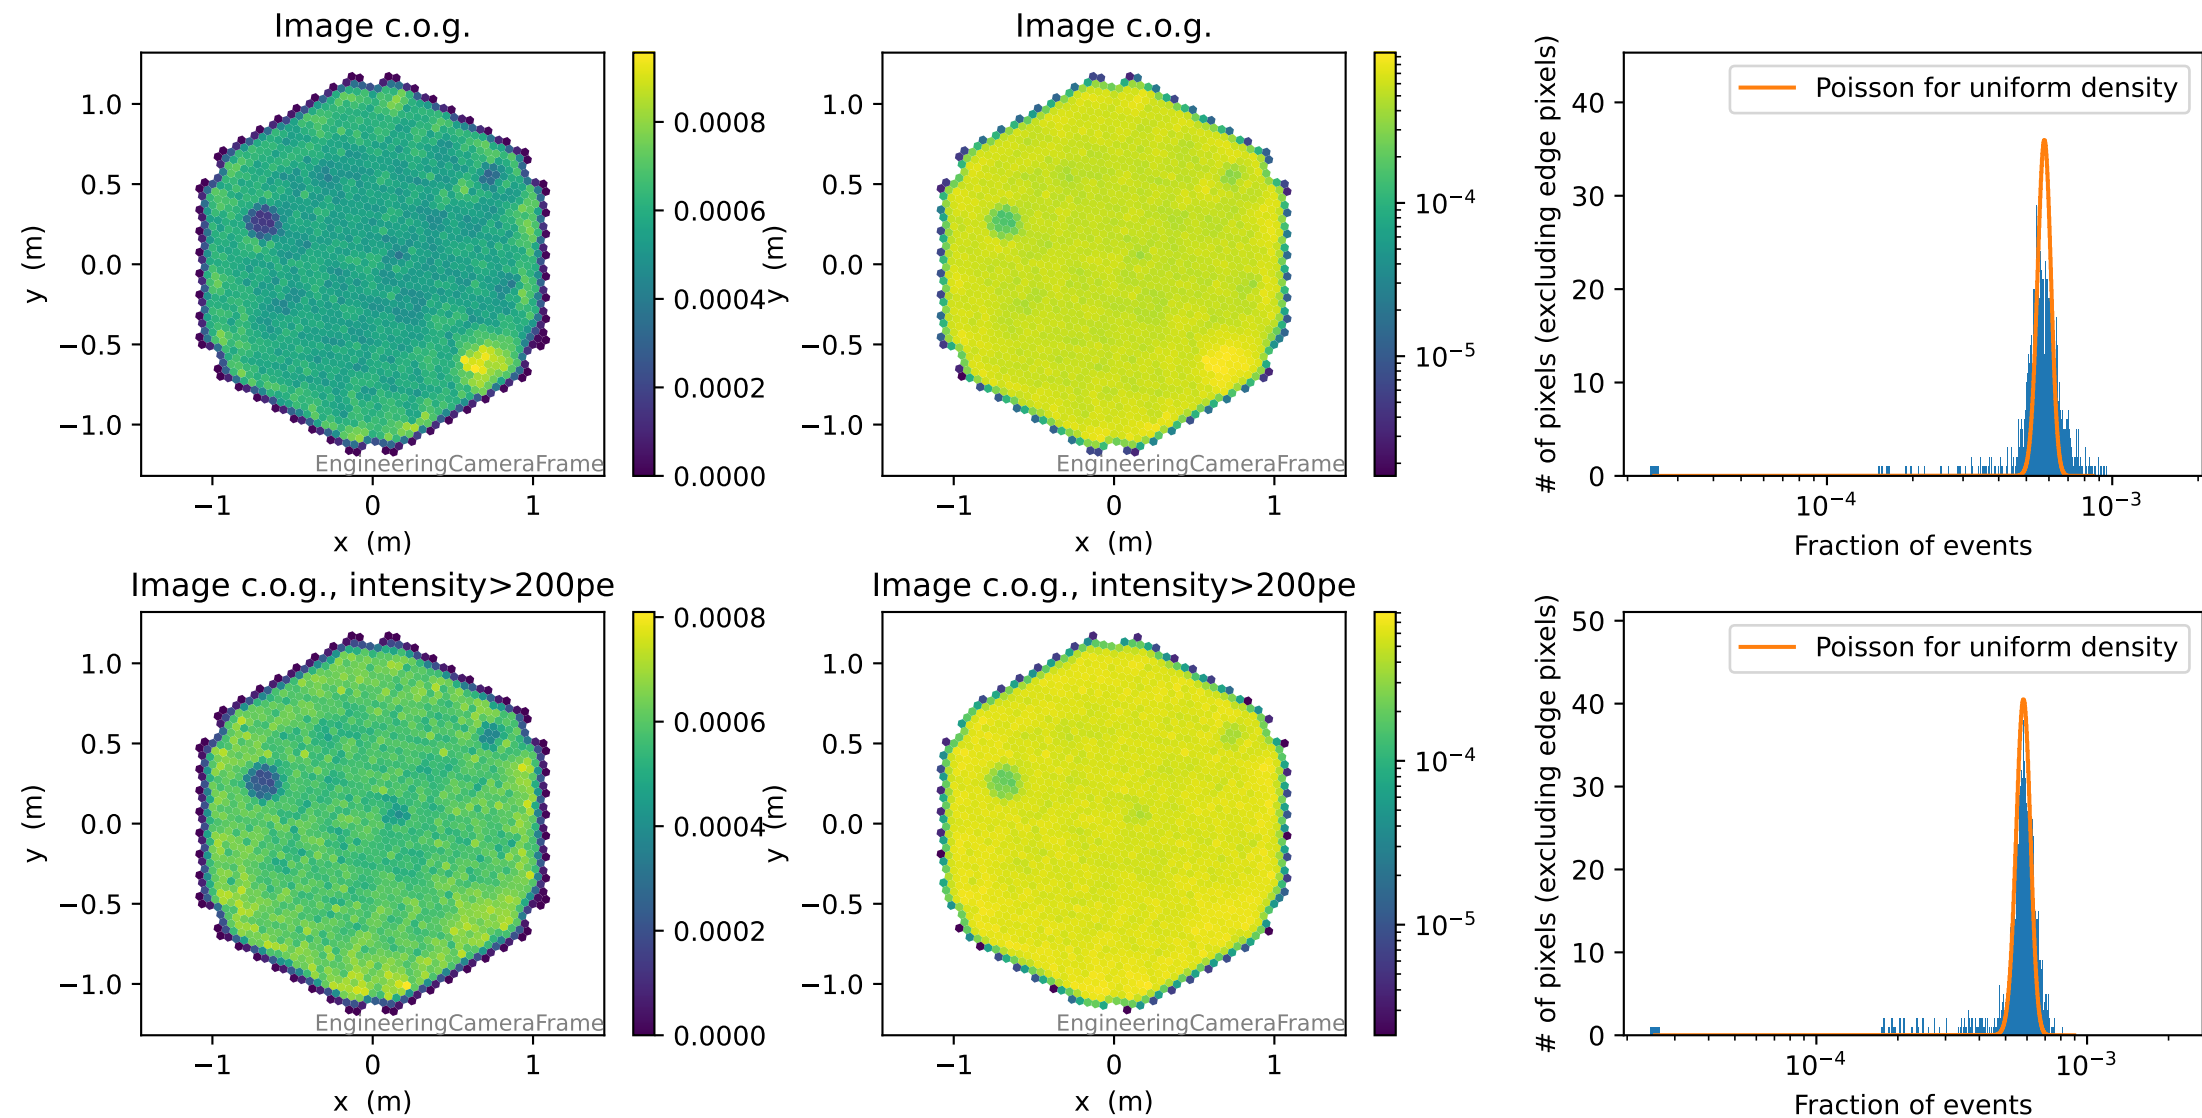 Image c.o.g.
y (m)
1.0
0.5
0.0
−0.5
−1.0
−1
0
1
x (m)
EngineeringCameraFrame
0.0008
0.0006
0.0004
0.0002
0.0000
Image c.o.g.
y (m)
1.0
0.5
0.0
−0.5
−1.0
−1
0
1
x (m)
EngineeringCameraFrame
10⁻⁴
10⁻⁵
# of pixels (excluding edge pixels)
40
30
20
10
0
Poisson for uniform density
10⁻⁴
10⁻³
Fraction of events
Image c.o.g., intensity>200pe
y (m)
1.0
0.5
0.0
−0.5
−1.0
−1
0
1
x (m)
EngineeringCameraFrame
0.0008
0.0006
0.0004
0.0002
0.0000
Image c.o.g., intensity>200pe
y (m)
1.0
0.5
0.0
−0.5
−1.0
−1
0
1
x (m)
EngineeringCameraFrame
10⁻⁴
10⁻⁵
# of pixels (excluding edge pixels)
50
40
30
20
10
0
Poisson for uniform density
10⁻⁴
10⁻³
Fraction of events